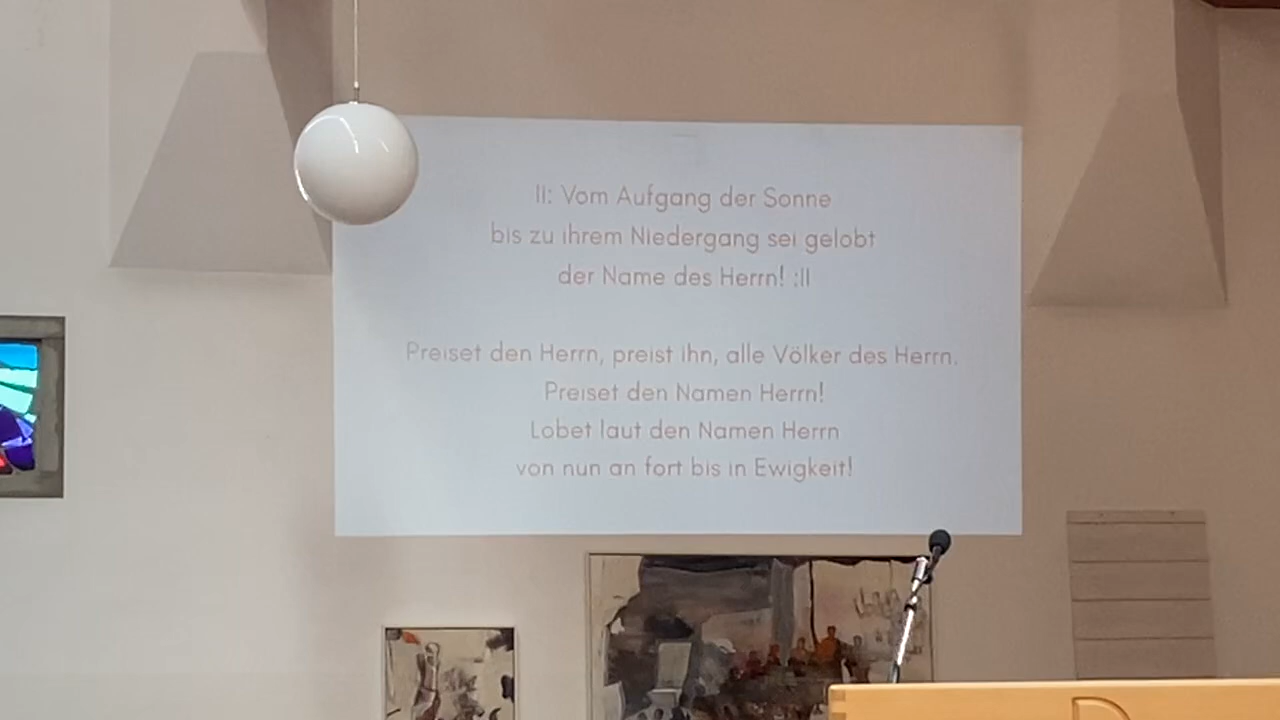 II: Vom Aufgang der Sonne
bis zu ihrem Niedergang sei gelobt
der Name des Herrn! :II
Preiset den Herrn, preist ihn, alle Völker des Herrn.
Preiset den Namen Herrn!
Lobet laut den Namen Herrn
von nun an fort bis in Ewigkeit!